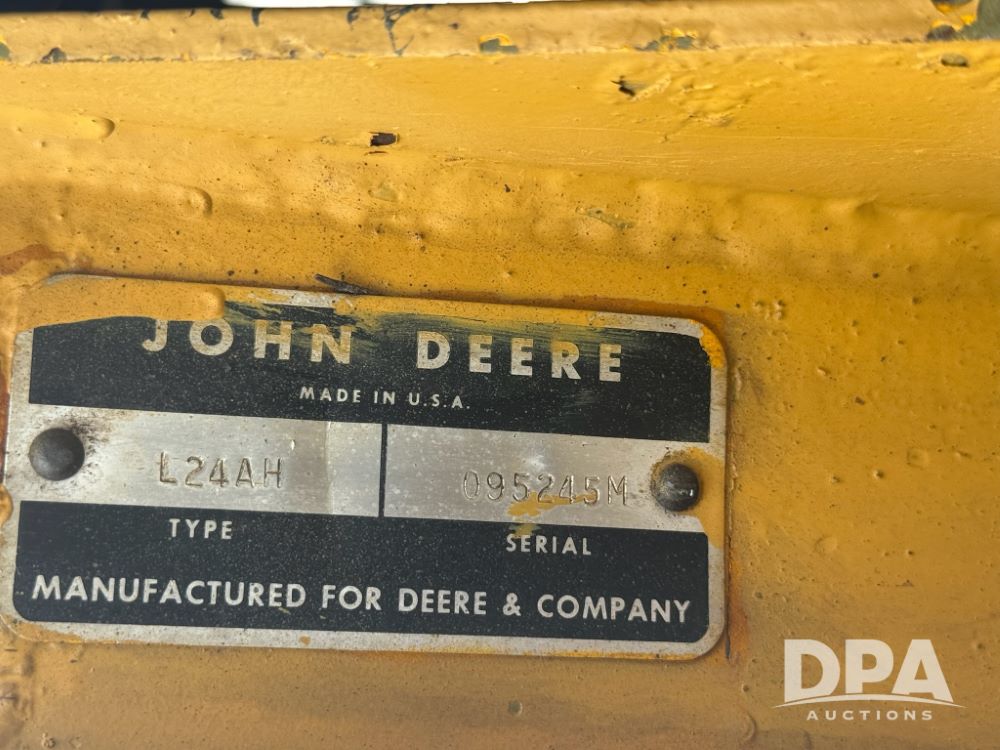 JOHN DEERE
MADE IN U.S.A.
L24AH 095245M
TYPE SERIAL
MANUFACTURED FOR DEERE & COMPANY
DPA
AUCTIONS